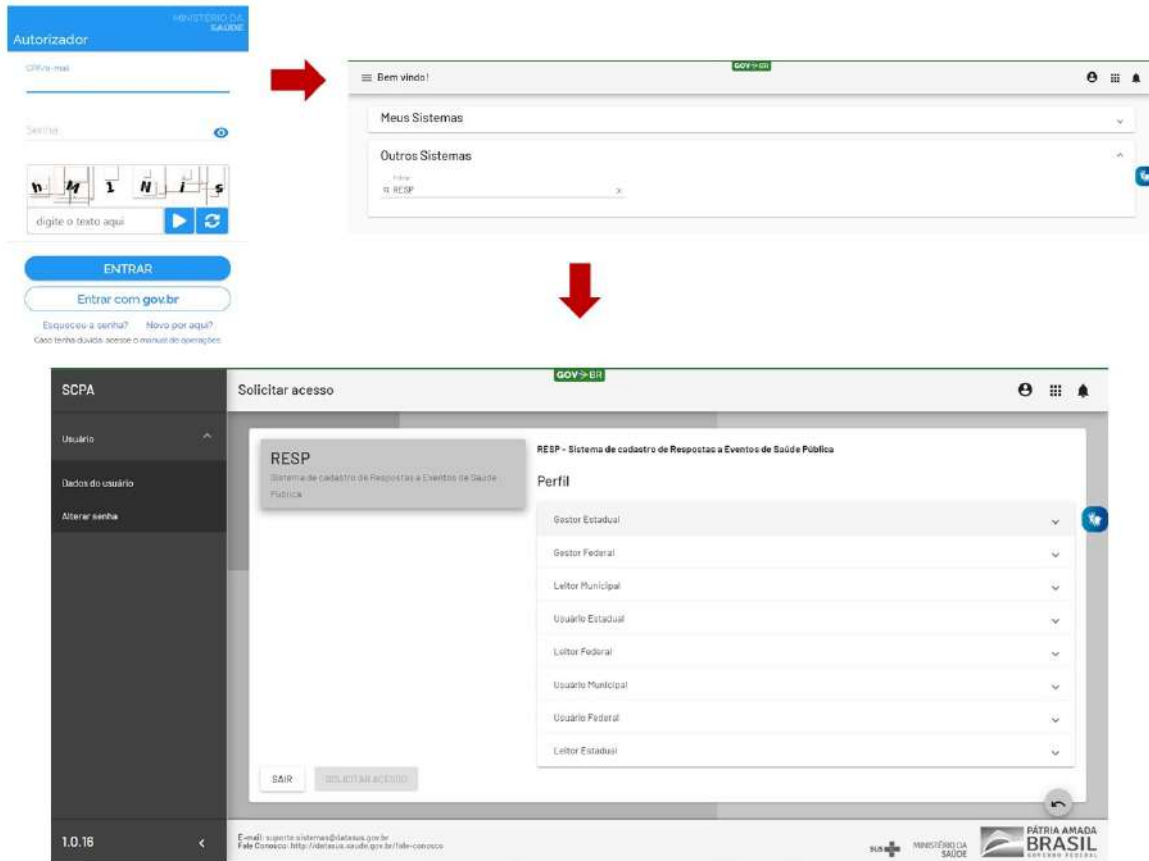 MINISTÉRIO DA
SAÚDE
Autorizador
CPF/e-mail
Senha
h M I N i s
digite o texto aqui
ENTRAR
Entrar com gov.br
Esqueceu a senha? Novo por aqui?
Caso tenha dúvida, acesse o manual de operações
GOV BR
Bem vindo!
Meus Sistemas
Outros Sistemas
Filtrar
RESP
GOV BR
SCPA
Solicitar acesso
Usuário
Dados do usuário
Alterar senha
RESP
Sistema de cadastro de Respostas a Eventos de Saúde
Pública
RESP - Sistema de cadastro de Respostas a Eventos de Saúde Pública
Perfil
Gestor Estadual
Gestor Federal
Leitor Municipal
Usuário Estadual
Leitor Federal
Usuário Municipal
Usuário Federal
Leitor Estadual
SAIR SOLICITAR ACESSO
1.0.16
E-mail: suporte.sistemas@datasus.gov.br
Fale Conosco: http://datasus.saude.gov.br/fale-conosco
SUS MINISTÉRIO DA
SAÚDE
PÁTRIA AMADA
BRASIL
GOVERNO FEDERAL